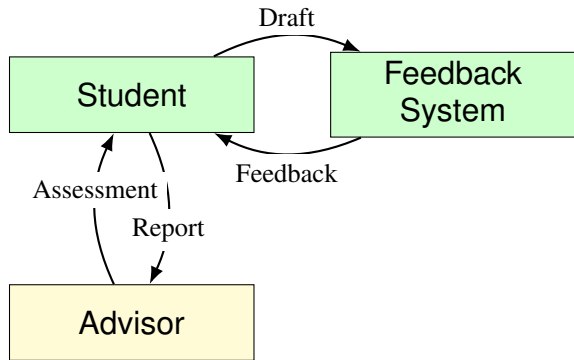 Draft
Student
Feedback
System
Feedback
Assessment
Report
Advisor